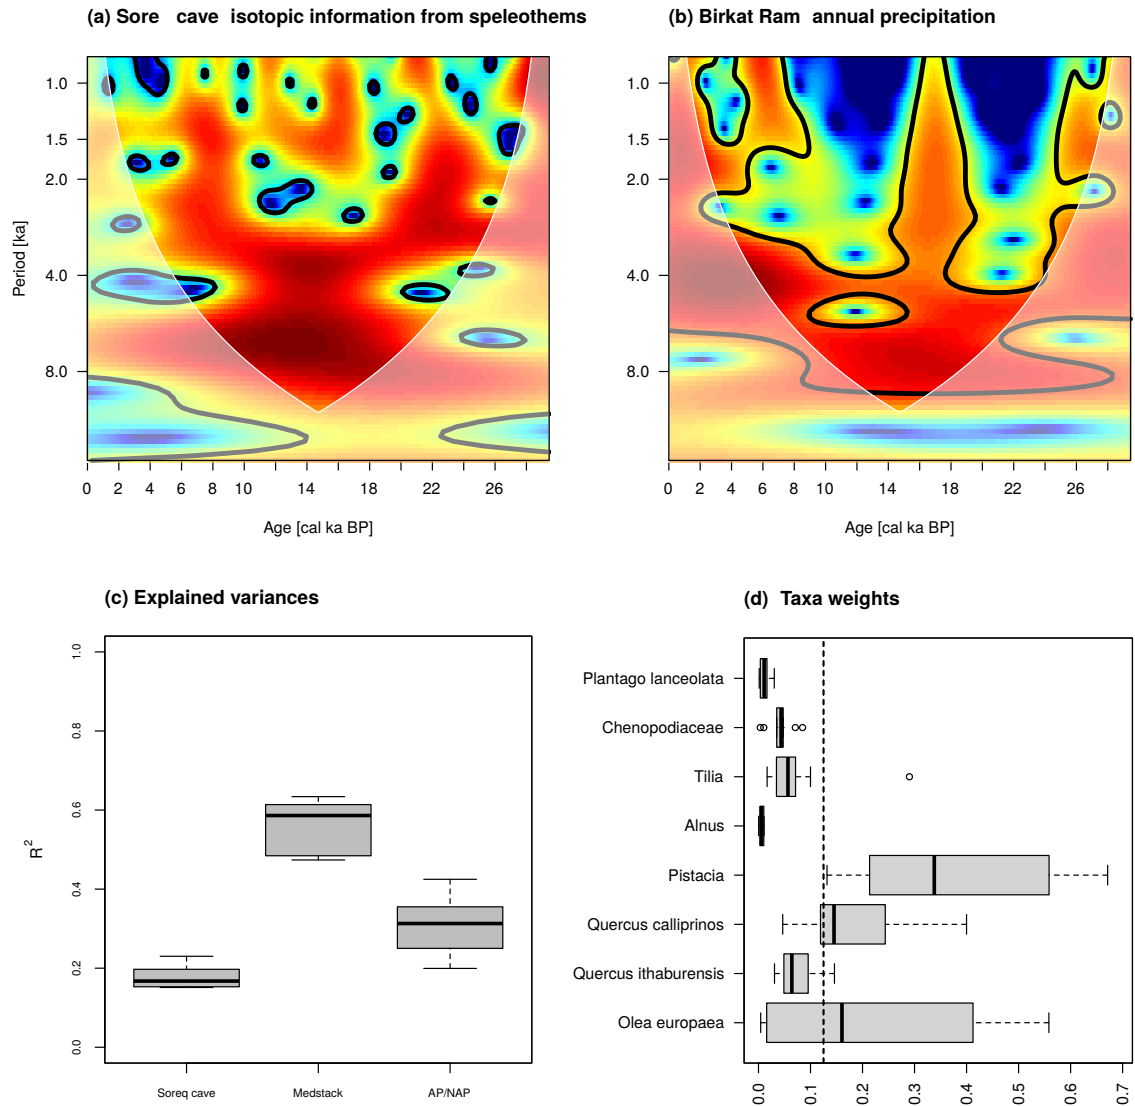 (a) Sore cave isotopic information from speleothems
(b) Birkat Ram annual precipitation
Period [ka]
1.0
1.5
2.0
4.0
8.0
0 2 4 6 8 10 14 18 22 26
Age [cal ka BP]
1.0
1.5
2.0
4.0
8.0
0 2 4 6 8 10 14 18 22 26
Age [cal ka BP]
(c) Explained variances
R²
1.0
0.8
0.6
0.4
0.2
0.0
Soreq cave Medstack AP/NAP
(d) Taxa weights
Plantago lanceolata
Chenopodiaceae
Tilia
Alnus
Pistacia
Quercus calliprinos
Quercus ithaburensis
Olea europaea
0.0 0.1 0.2 0.3 0.4 0.5 0.6 0.7